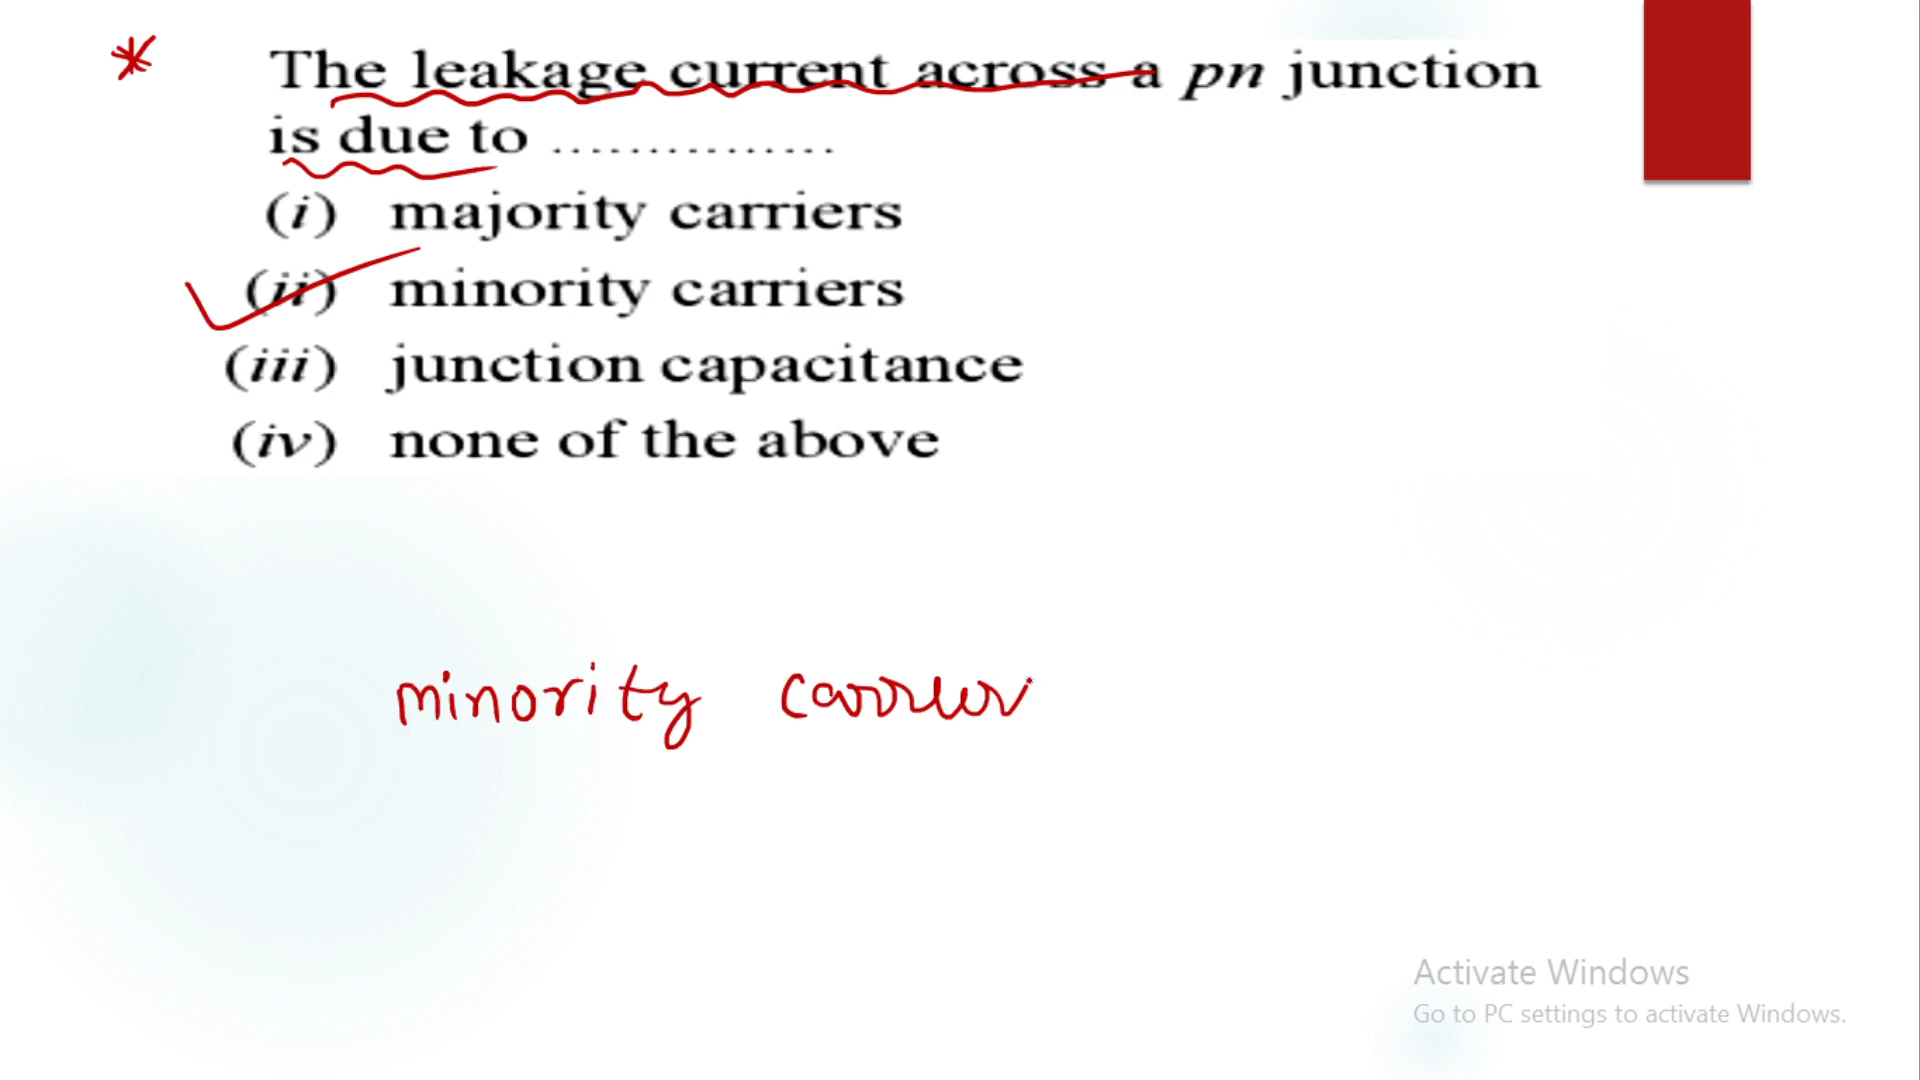 * The leakage current across a pn junction
is due to ...............
(i) majority carriers
(ii) minority carriers
(iii) junction capacitance
(iv) none of the above
minority carrier
Activate Windows
Go to PC settings to activate Windows.